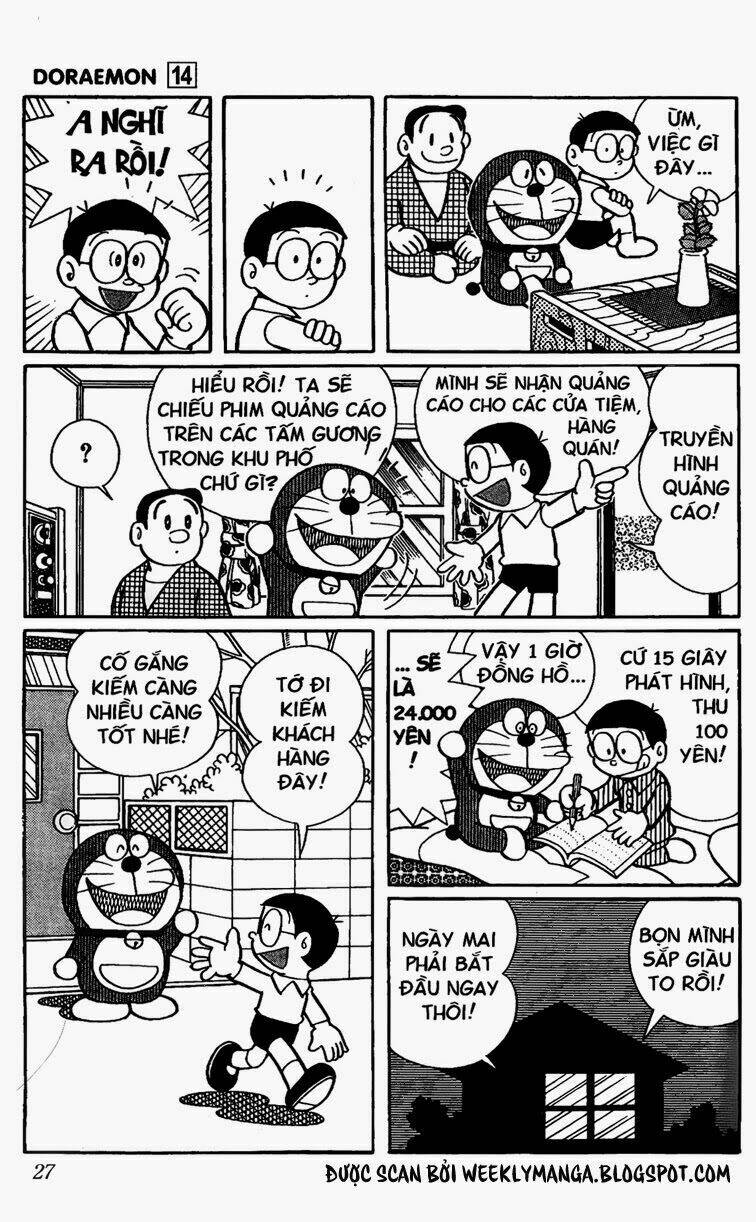 DORAEMON 14
ỪM,
VIỆC GÌ
ĐÂY...
A NGHĨ
RA RỒI!
TRUYỀN
HÌNH
QUẢNG
CÁO!
MÌNH SẼ NHẬN QUẢNG
CÁO CHO CÁC CỬA TIỆM,
HÀNG
QUÁN!
HIỂU RỒI! TA SẼ
CHIẾU PHIM QUẢNG CÁO
TRÊN CÁC TẤM GƯƠNG
TRONG KHU PHỐ
CHỨ GÌ?
?
CỨ 15 GIÂY
PHÁT HÌNH,
THU
100
YÊN!
VẬY 1 GIỜ
ĐỒNG HỒ...
... SẼ
LÀ
24.000
YÊN
!
BỌN MÌNH
SẮP GIÀU
TO RỒI!
NGÀY MAI
PHẢI BẮT
ĐẦU NGAY
THÔI!
TỚ ĐI
KIẾM
KHÁCH
HÀNG
ĐÂY!
CỐ GẮNG
KIẾM CÀNG
NHIỀU CÀNG
TỐT NHÉ!
27
ĐƯỢC SCAN BỞI WEEKLYMANGA.BLOGSPOT.COM